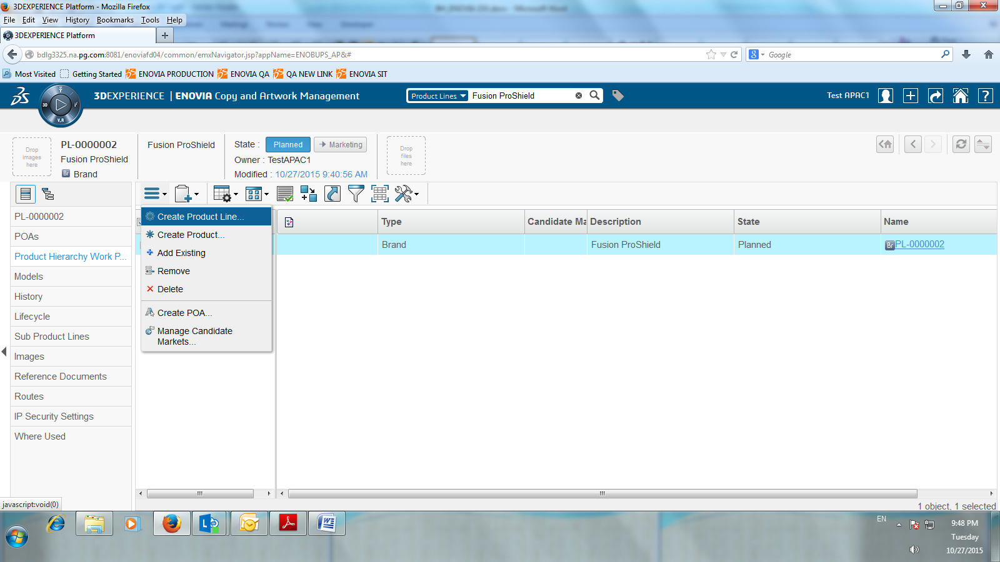 3DEXPERIENCE Platform - Mozilla Firefox
File Edit View History Bookmarks Tools Help
3DEXPERIENCE Platform
bdlg3325.na.pg.com:8081/enoviafd04/common/emxNavigator.jsp?appName=ENOBUPS_AP&#
Google
Most Visited Getting Started ENOVIA PRODUCTION ENOVIA QA QA NEW LINK ENOVIA SIT
3DEXPERIENCE | ENOVIA Copy and Artwork Management
Product Lines Fusion ProShield
Test APAC1
3D
V.R
Drop images here
PL-0000002
Fusion ProShield
Br Brand
Fusion ProShield
State : Planned Marketing
Owner : TestAPAC1
Modified : 10/27/2015 9:40:56 AM
Drop files here
PL-0000002
POAs
Product Hierarchy Work P...
Models
History
Lifecycle
Sub Product Lines
Images
Reference Documents
Routes
IP Security Settings
Where Used
Create Product Line...
Create Product...
Add Existing
Remove
Delete
Create POA...
Manage Candidate
Markets...
Type Candidate Ma Description State Name
Brand Fusion ProShield Planned Br PL-0000002
javascript:void(0)
1 object, 1 selected
EN
9:48 PM
Tuesday
10/27/2015